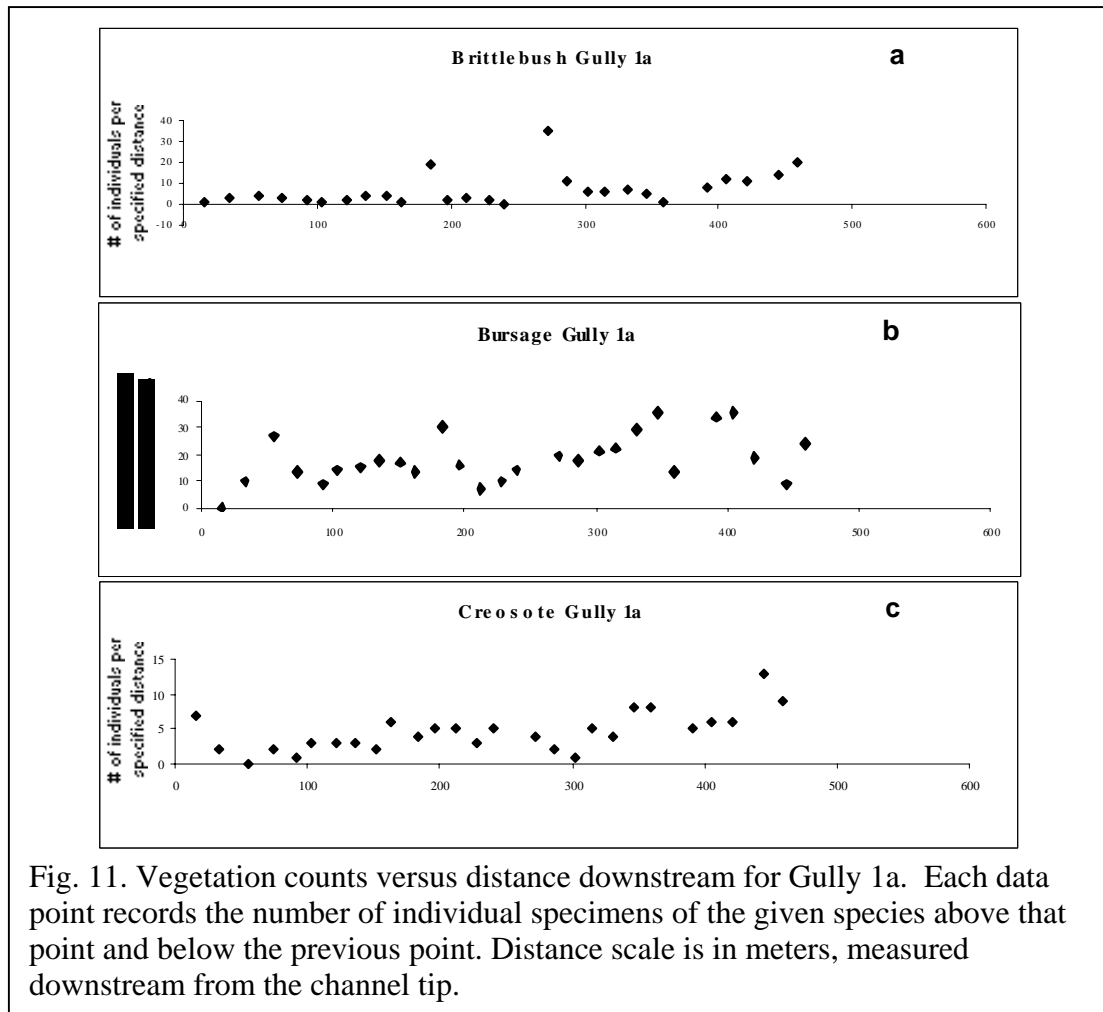 Brittlebush Gully 1a
a
# of individuals per
specified distance
40
30
20
10
0
-10
0 100 200 300 400 500 600
Bursage Gully 1a
b
40
30
20
10
0
0 100 200 300 400 500 600
Creosote Gully 1a
c
# of individuals per
specified distance
15
10
5
0
0 100 200 300 400 500 600
Fig. 11. Vegetation counts versus distance downstream for Gully 1a. Each data
point records the number of individual specimens of the given species above that
point and below the previous point. Distance scale is in meters, measured
downstream from the channel tip.